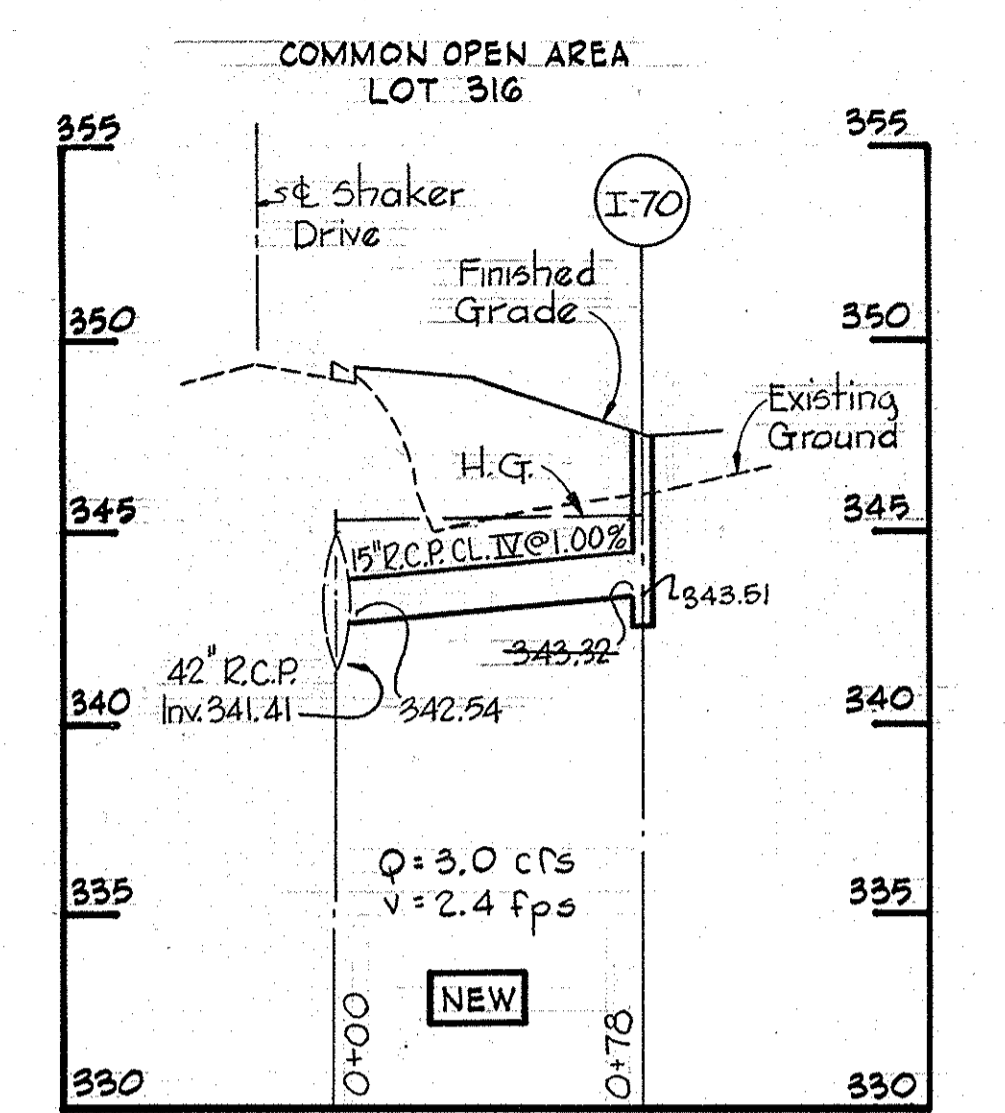 COMMON OPEN AREA
LOT 316
355
355
℄ Shaker
Drive
I-70
Finished
Grade
350
350
Existing
Ground
H.G.
345
345
15" R.C.P. CL. IV @ 1.00%
343.51
343.32
42" R.C.P.
Inv. 341.41
342.54
340
340
Q = 3.0 cfs
V = 2.4 fps
335
335
NEW
0+00
0+78
330
330